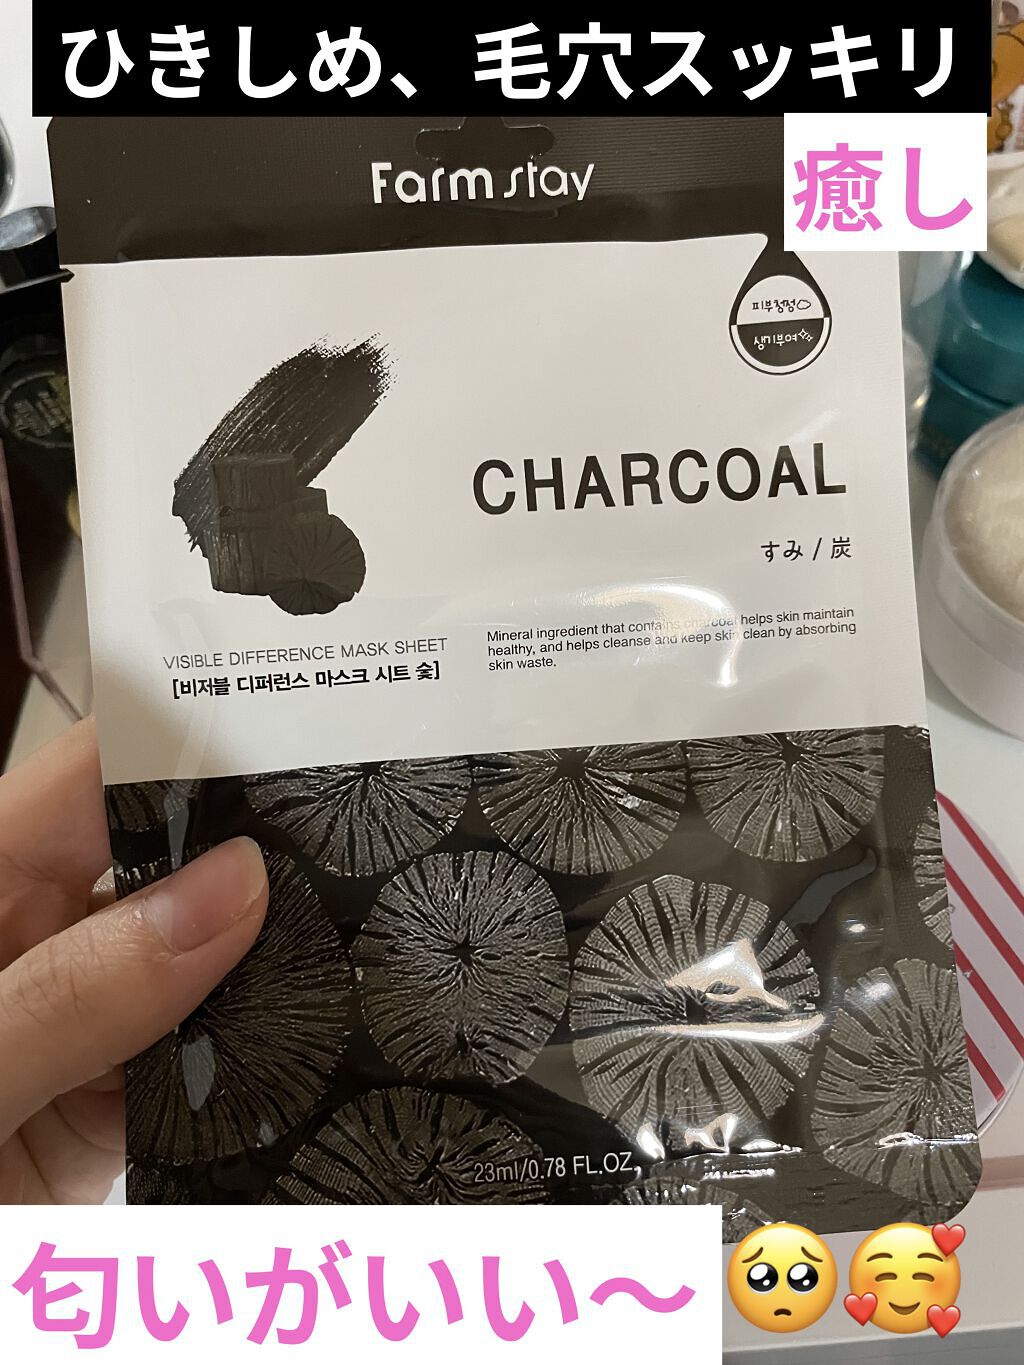 ひきしめ、毛穴スッキリ
Farm stay
癒し
피부청정
생기부여
CHARCOAL
すみ / 炭
Mineral ingredient that contains charcoal helps skin maintain
healthy, and helps cleanse and keep skin clean by absorbing
skin waste.
VISIBLE DIFFERENCE MASK SHEET
[비저블 디퍼런스 마스크 시트 숯]
23ml/0.78 FL.OZ.
匂いがいい〜🥺🥰